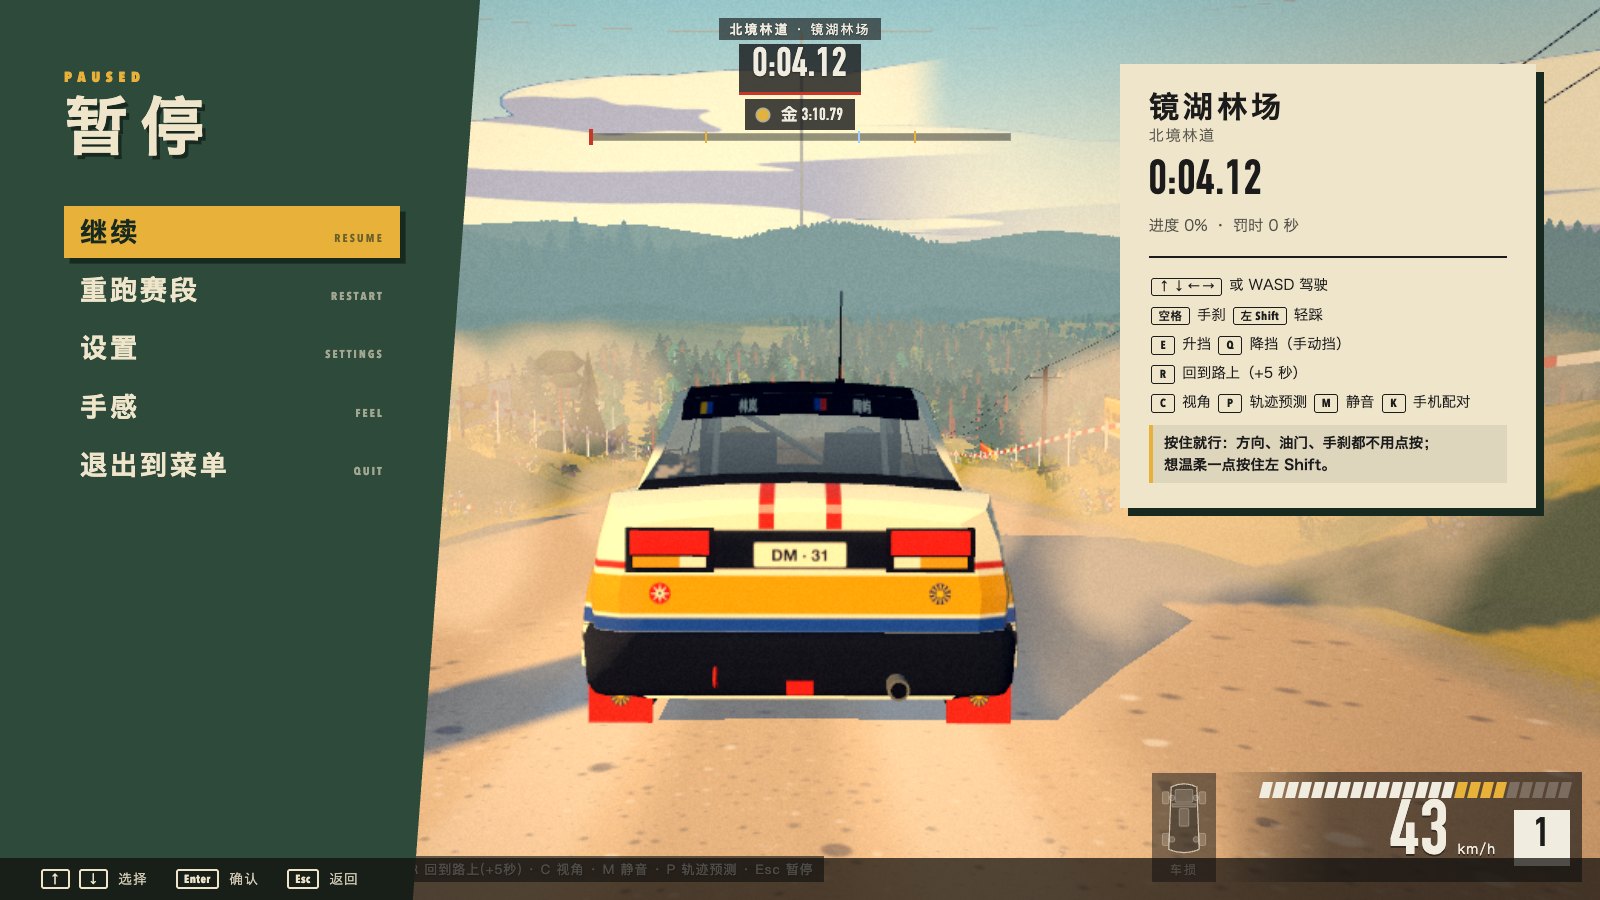 PAUSED
暂停
继续 RESUME
重跑赛段 RESTART
设置 SETTINGS
手感 FEEL
退出到菜单 QUIT
↑ ↓ 选择 Enter 确认 Esc 返回
北境林道 · 镜湖林场
0:04.12
金 3:10.79
DM - 31
镜湖林场
北境林道
0:04.12
进度 0% · 罚时 0 秒
↑ ↓ ← → 或 WASD 驾驶
空格 手刹 左 Shift 轻踩
E 升挡 Q 降挡（手动挡）
R 回到路上（+5 秒）
C 视角 P 轨迹预测 M 静音 K 手机配对
按住就行：方向、油门、手刹都不用点按；
想温柔一点按住左 Shift。
回到路上(+5秒) · C 视角 · M 静音 · P 轨迹预测 · Esc 暂停
车损
43 km/h
1